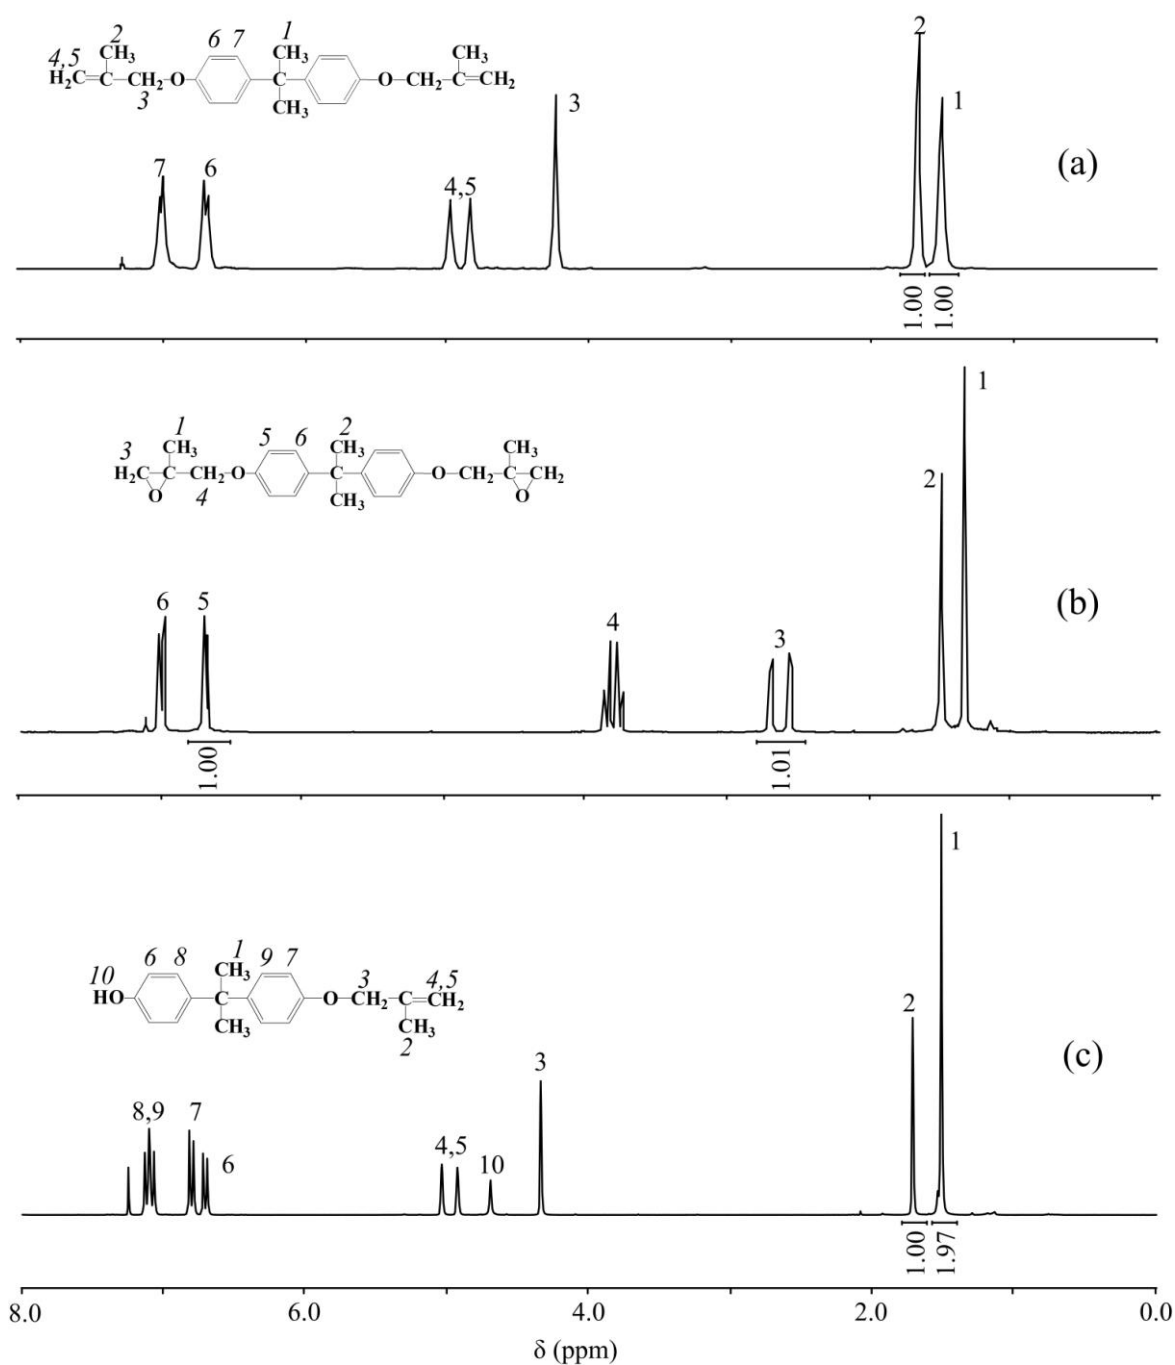 2 1
4,5 CH₃ 6 7 CH₃ CH₃
H₂C CH₂ O C O CH₂ CH₂
3 CH₃
7 6 4,5 3 2 1
(a)
1.00 1.00
1 2
3 CH₃ 5 6 CH₃ CH₃
H₂C CH₂ O C O CH₂ CH₂
O 4 CH₃ O
6 5 4 3 2 1
(b)
1.00 1.01
6 8 1 9 7 3 4,5
10 CH₃
HO C O CH₂ CH₂
CH₃ CH₃
2
8,9 7 6 4,5 10 3 2 1
(c)
1.00 1.97
8.0 6.0 4.0 2.0 0.0
δ (ppm)